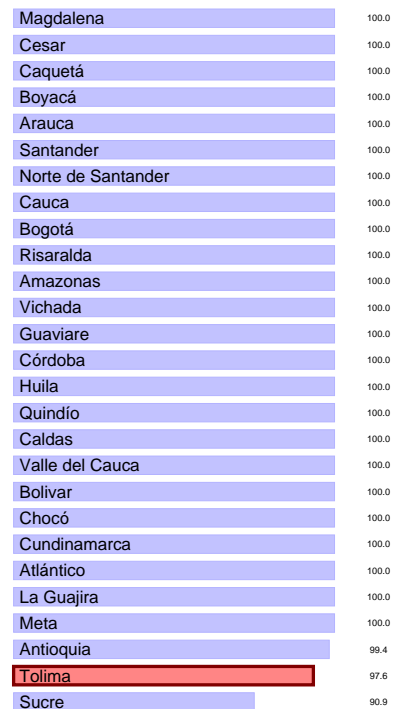 Magdalena 100.0
Cesar 100.0
Caquetá 100.0
Boyacá 100.0
Arauca 100.0
Santander 100.0
Norte de Santander 100.0
Cauca 100.0
Bogotá 100.0
Risaralda 100.0
Amazonas 100.0
Vichada 100.0
Guaviare 100.0
Córdoba 100.0
Huila 100.0
Quindío 100.0
Caldas 100.0
Valle del Cauca 100.0
Bolivar 100.0
Chocó 100.0
Cundinamarca 100.0
Atlántico 100.0
La Guajira 100.0
Meta 100.0
Antioquia 99.4
Tolima 97.6
Sucre 90.9